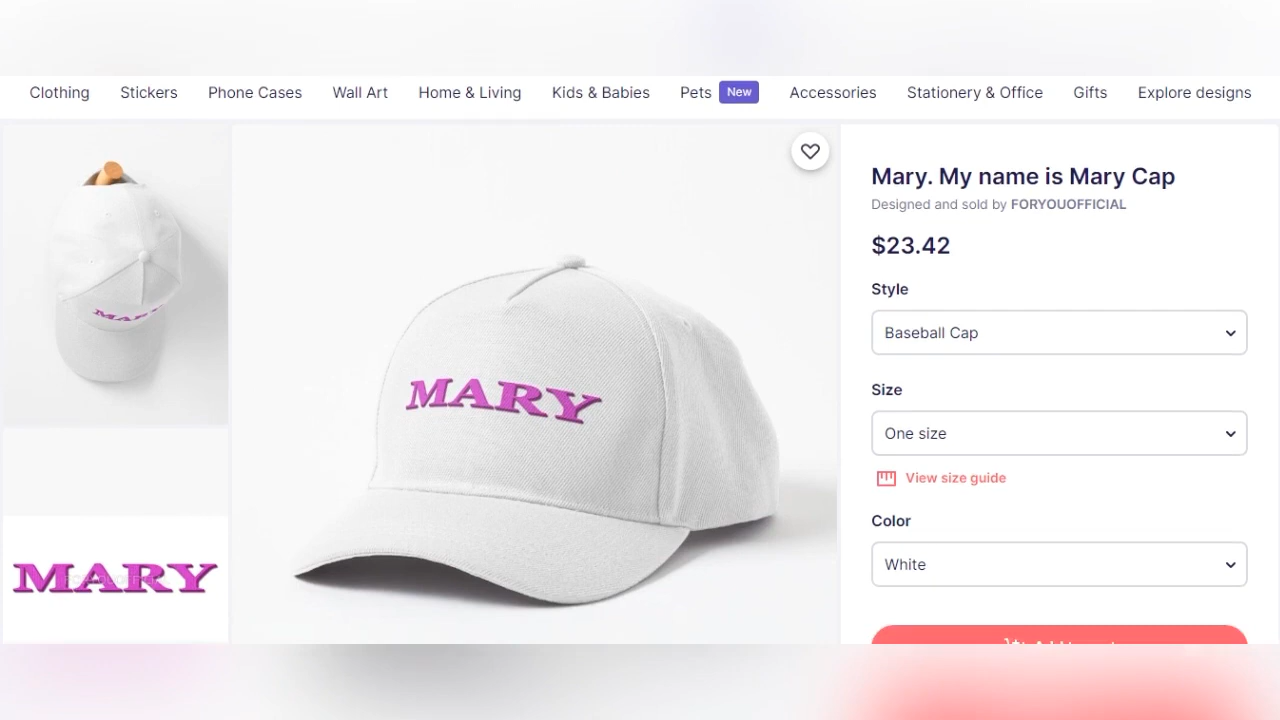 Clothing Stickers Phone Cases Wall Art Home & Living Kids & Babies Pets New Accessories Stationery & Office Gifts Explore designs
MARY
MARY
MARY
Mary. My name is Mary Cap
Designed and sold by FORYOUOFFICIAL
$23.42
Style
Baseball Cap
Size
One size
View size guide
Color
White